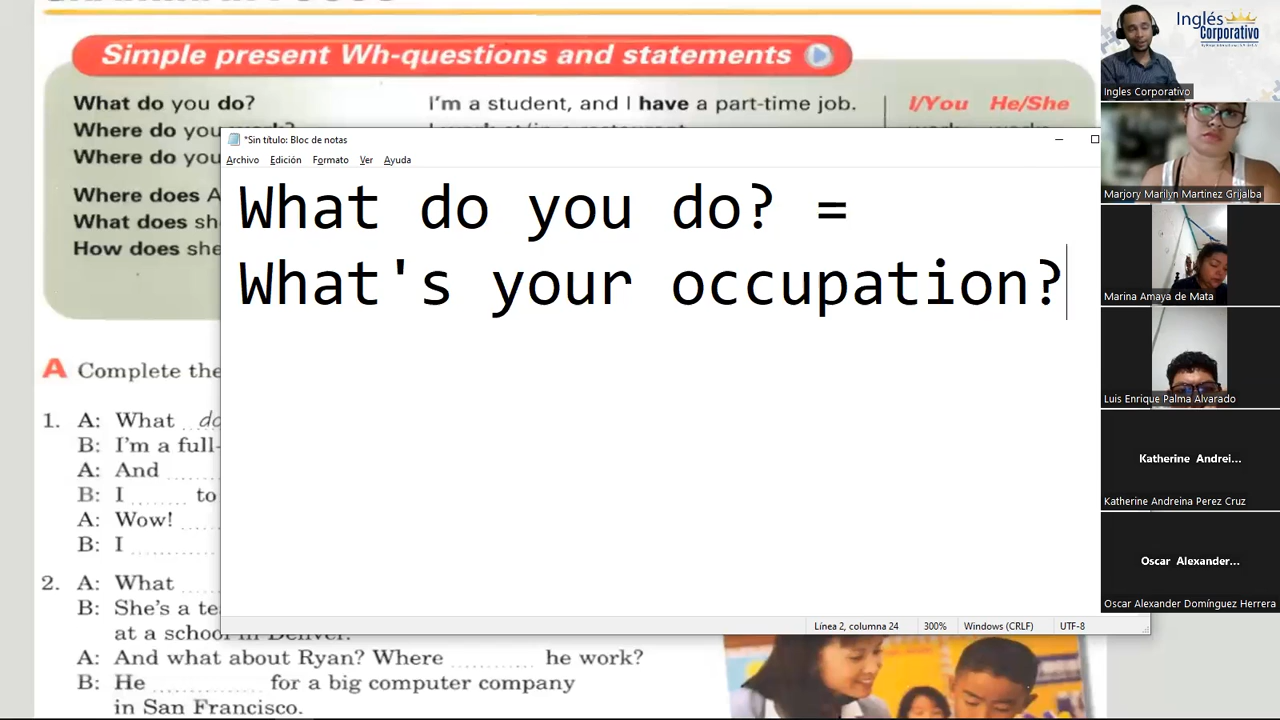 Simple present Wh-questions and statements
What do you do?
I'm a student, and I have a part-time job.
I/You He/She
Where do you
Where do you
Where does A
What does sh
How does she
*Sin título: Bloc de notas
Archivo Edición Formato Ver Ayuda
What do you do? =
What's your occupation?
Línea 2, columna 24 300% Windows (CRLF) UTF-8
A Complete the
1. A: What do
B: I'm a full-
A: And
B: I to
A: Wow!
B: I
2. A: What
B: She's a te
at a school in Denver.
A: And what about Ryan? Where he work?
B: He for a big computer company
in San Francisco.
Inglés
Corporativo
Ingles Corporativo
Marjory Marilyn Martinez Grijalba
Marina Amaya de Mata
Luis Enrique Palma Alvarado
Katherine Andrei...
Katherine Andreina Perez Cruz
Oscar Alexander...
Oscar Alexander Domínguez Herrera